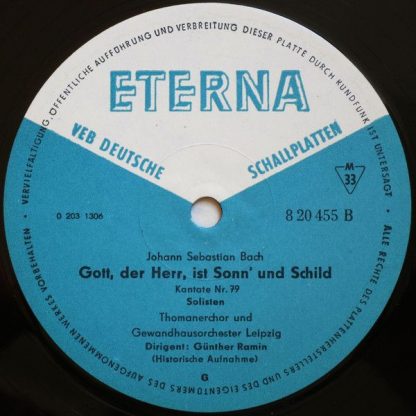 VERVIELFÄLTIGUNG, ÖFFENTLICHE AUFFÜHRUNG UND VERBREITUNG DIESER PLATTE DURCH RUNDFUNK IST UNTERSAGT •
ALLE RECHTE DES PLATTENHERSTELLERS UND DES EIGENTÜMERS DES AUFGENOMMENEN WERKES VORBEHALTEN •
ETERNA
VEB DEUTSCHE SCHALLPLATTEN
M
33
0 203 1306
8 20 455 B
Johann Sebastian Bach
Gott, der Herr, ist Sonn' und Schild
Kantate Nr. 79
Solisten
Thomanerchor und
Gewandhausorchester Leipzig
Dirigent: Günther Ramin
(Historische Aufnahme)
G